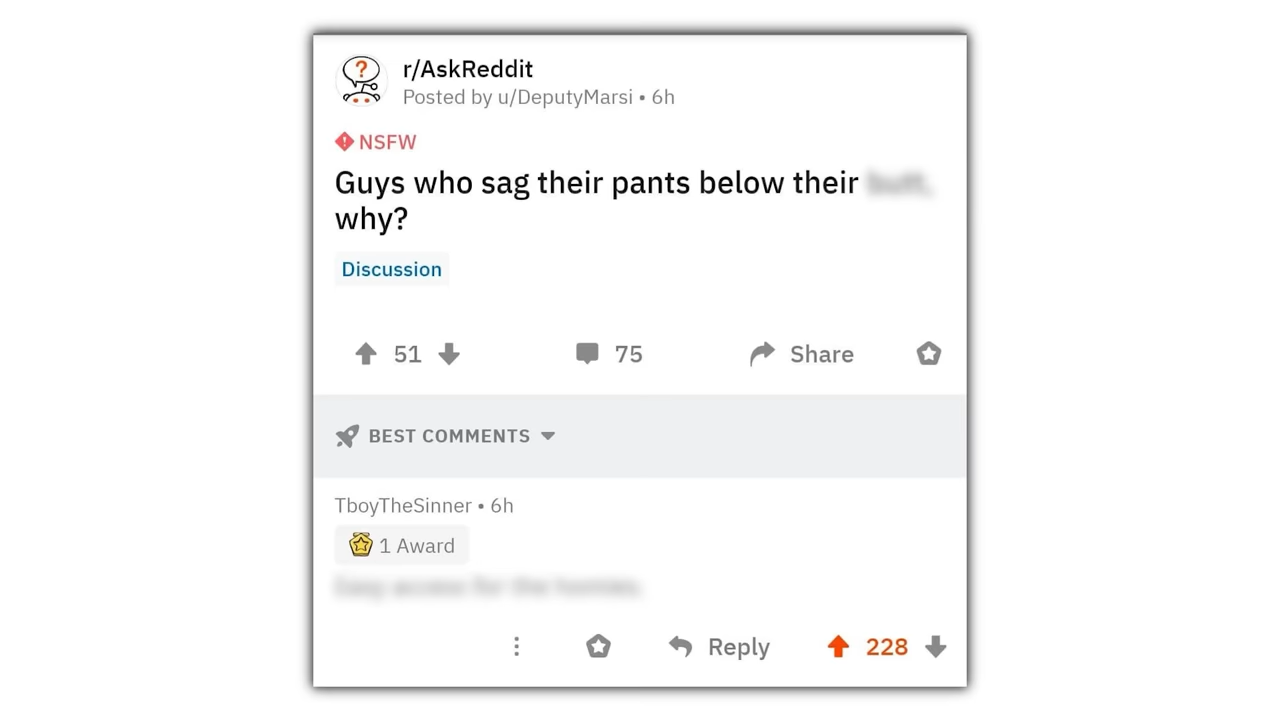 r/AskReddit
Posted by u/DeputyMarsi • 6h
NSFW
Guys who sag their pants below their
why?
Discussion
51
75
Share
BEST COMMENTS
TboyTheSinner • 6h
1 Award
Reply
228